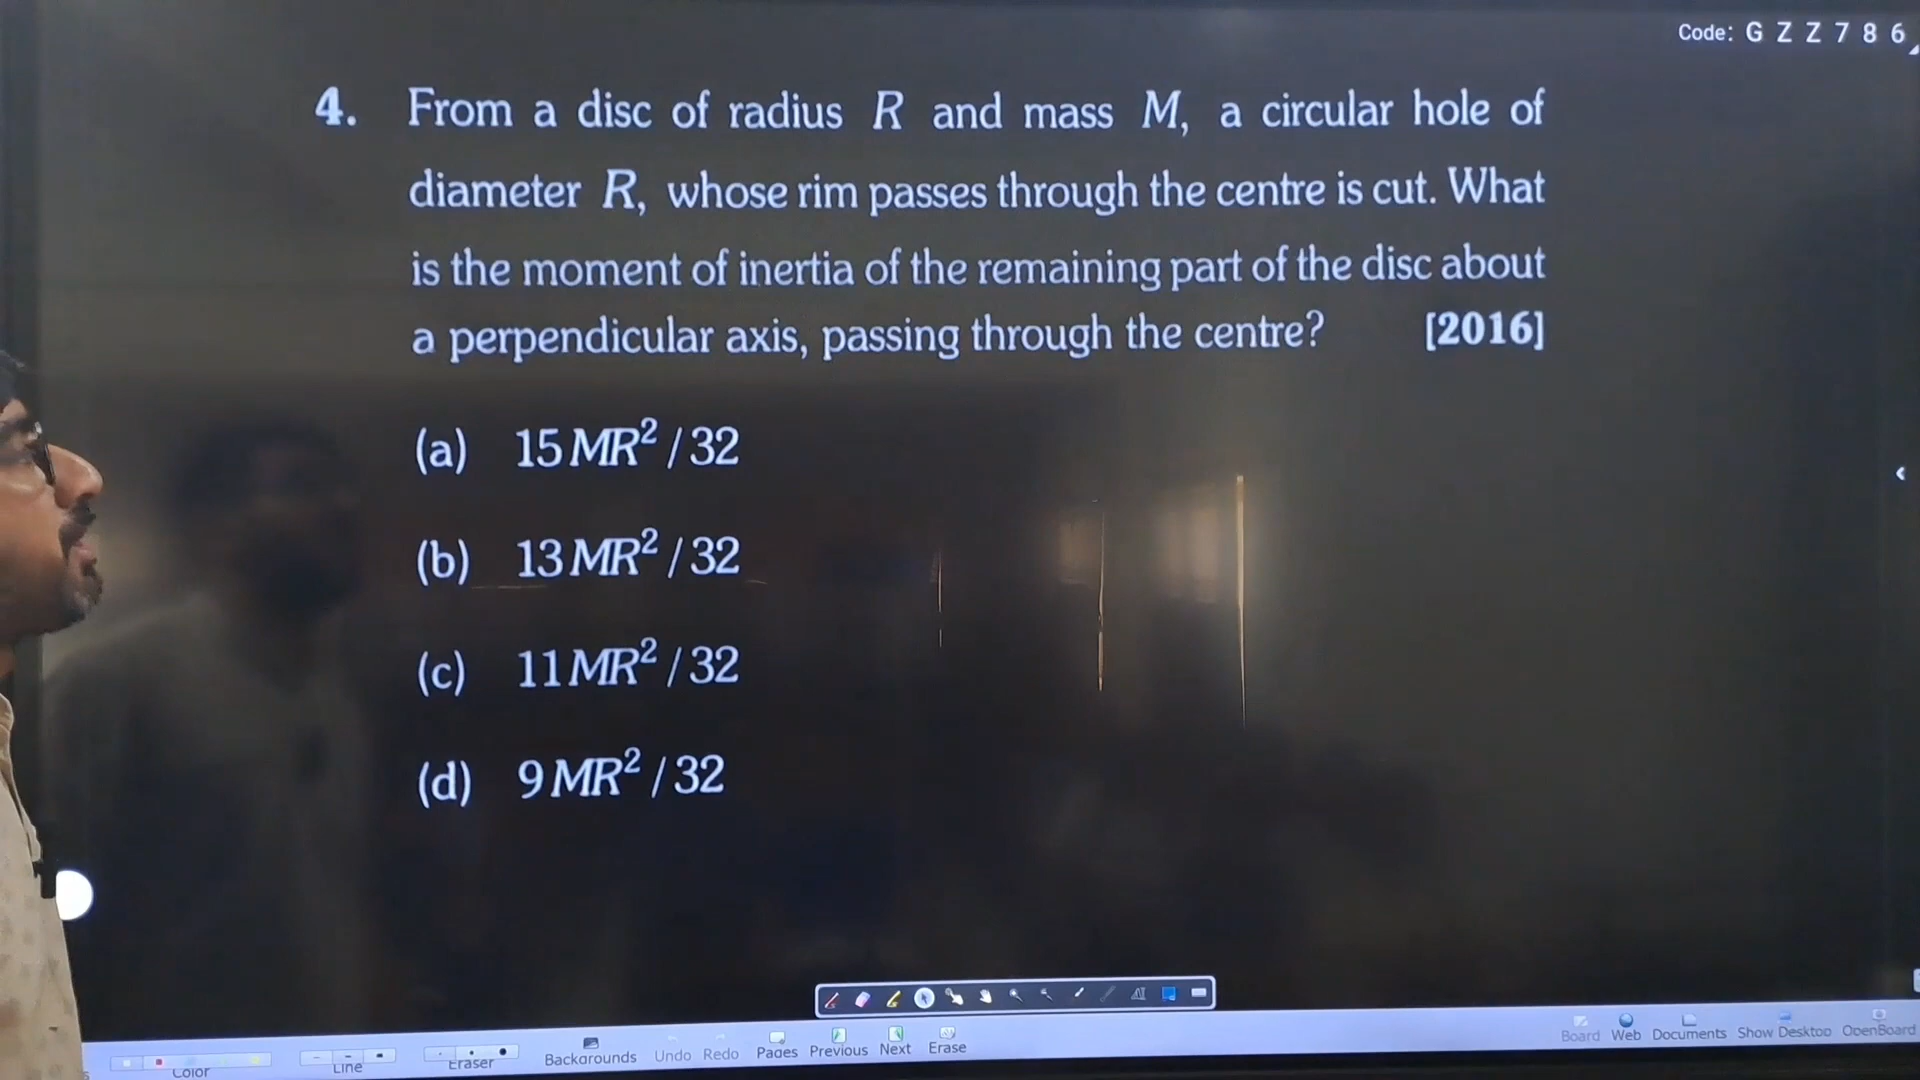 Code: G Z Z 7 8 6
4. From a disc of radius R and mass M, a circular hole of
diameter R, whose rim passes through the centre is cut. What
is the moment of inertia of the remaining part of the disc about
a perpendicular axis, passing through the centre? [2016]
(a) 15 MR² / 32
(b) 13 MR² / 32
(c) 11 MR² / 32
(d) 9 MR² / 32
Color Line Eraser Backgrounds Undo Redo Pages Previous Next Erase Board Web Documents Show Desktop OpenBoard